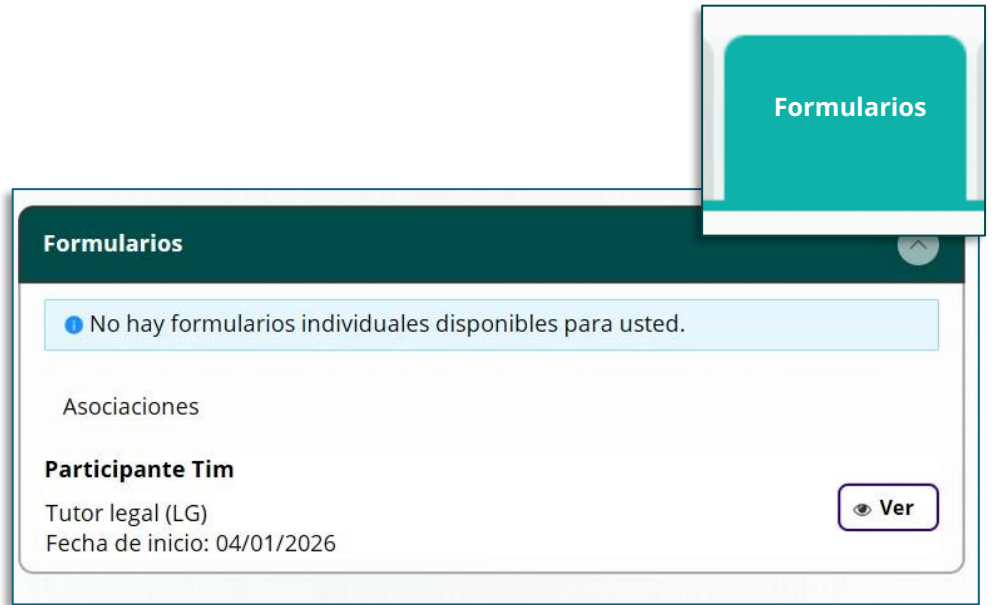 Formularios
Formularios
No hay formularios individuales disponibles para usted.
Asociaciones
Participante Tim
Tutor legal (LG)
Ver
Fecha de inicio: 04/01/2026